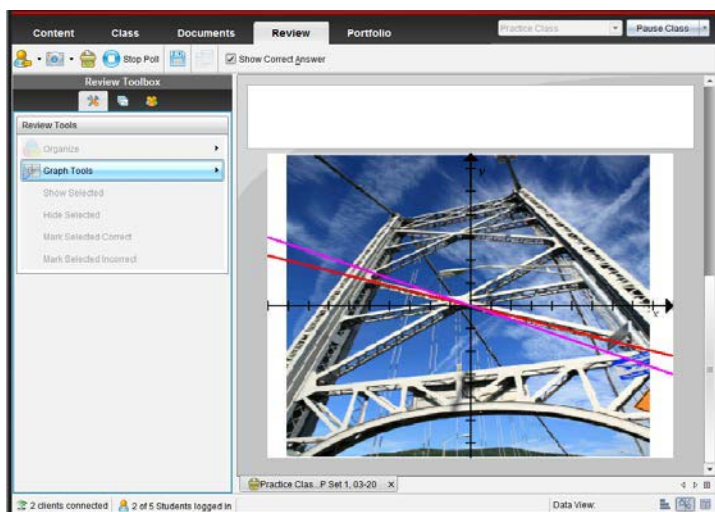 Content Class Documents Review Portfolio
Practice Class Pause Class
Stop Poll Show Correct Answer
Review Toolbox
Review Tools
Organize
Graph Tools
Show Selected
Hide Selected
Mark Selected Correct
Mark Selected Incorrect
y
x
Practice Clas...P Set 1, 03-20 x
2 clients connected 2 of 5 Students logged in Data View: